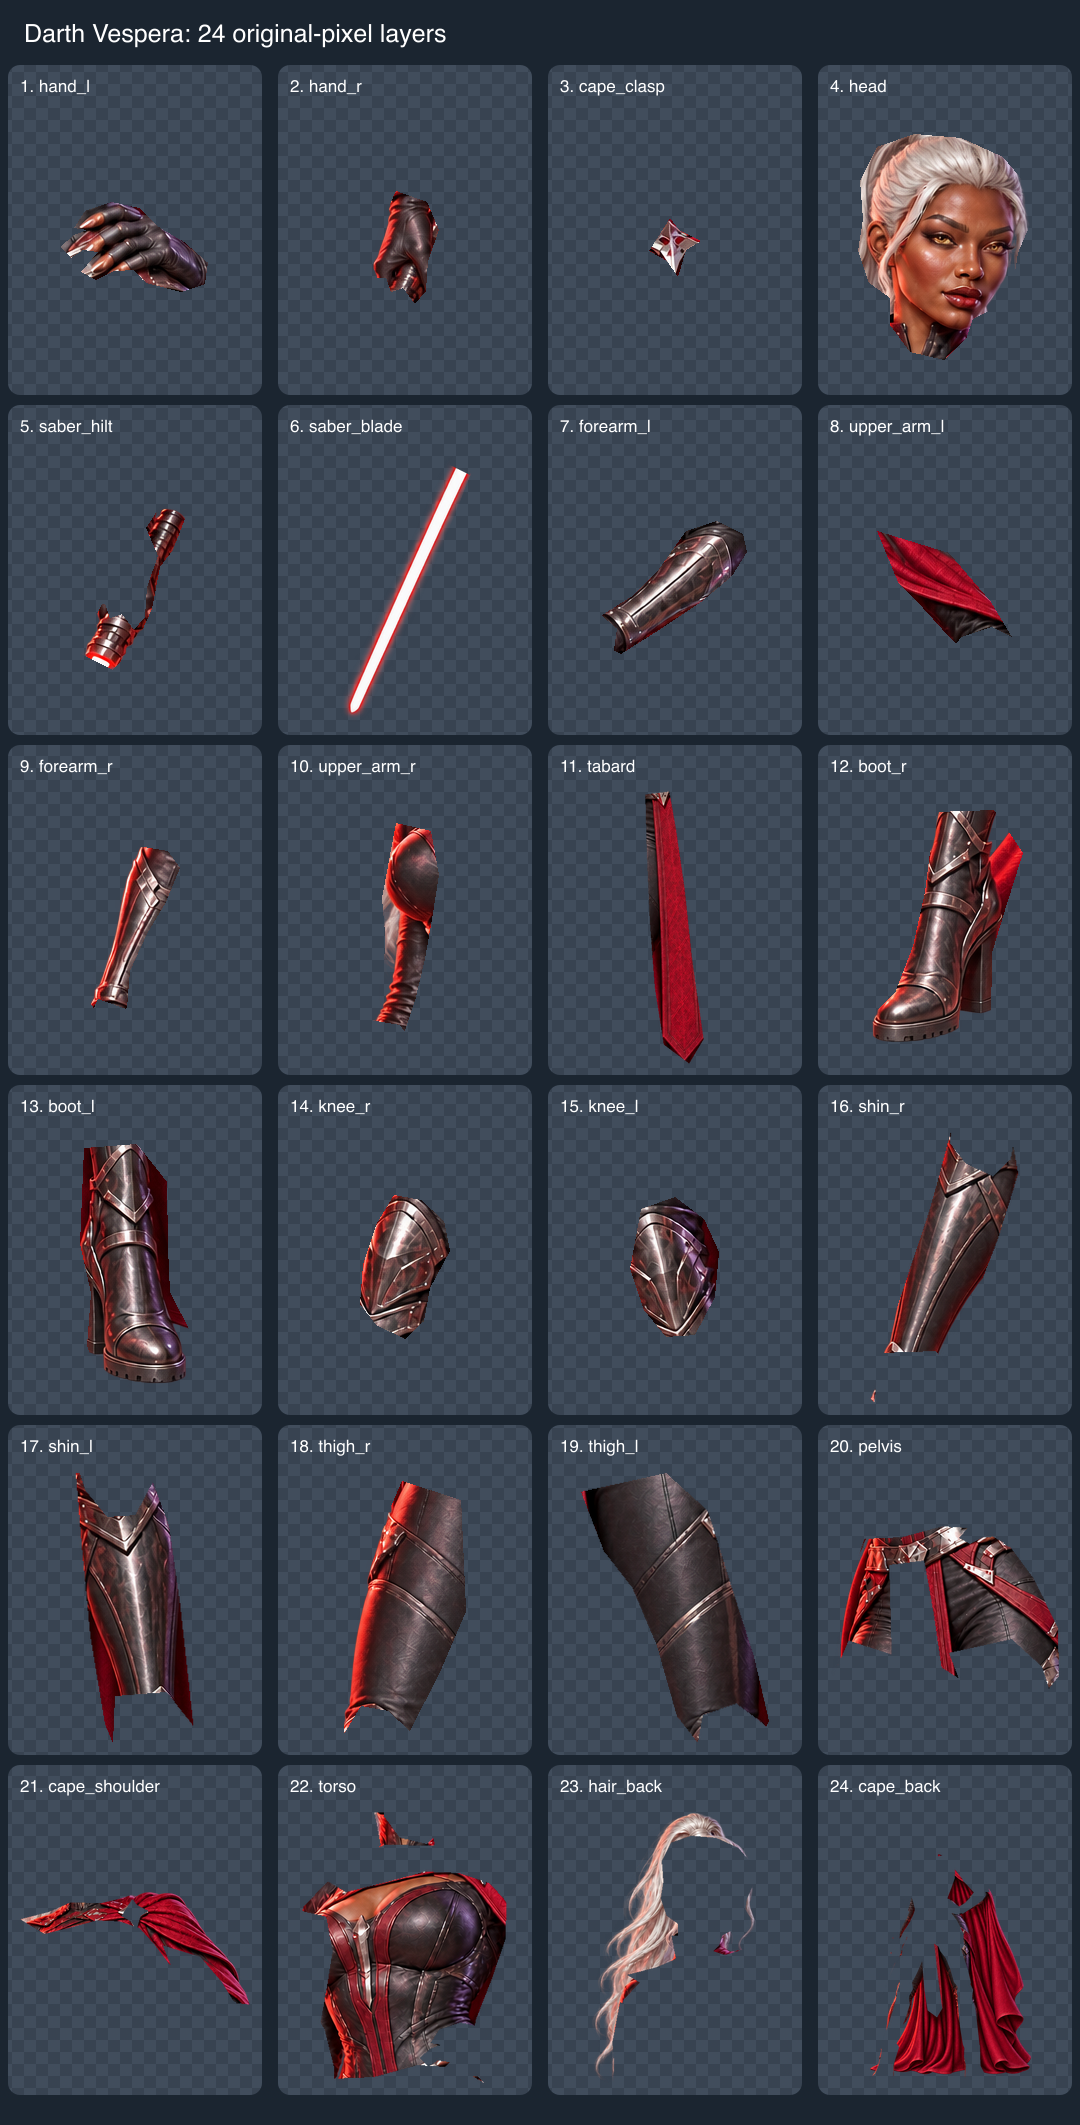 Darth Vespera: 24 original-pixel layers
1. hand_l
2. hand_r
3. cape_clasp
4. head
5. saber_hilt
6. saber_blade
7. forearm_l
8. upper_arm_l
9. forearm_r
10. upper_arm_r
11. tabard
12. boot_r
13. boot_l
14. knee_r
15. knee_l
16. shin_r
17. shin_l
18. thigh_r
19. thigh_l
20. pelvis
21. cape_shoulder
22. torso
23. hair_back
24. cape_back